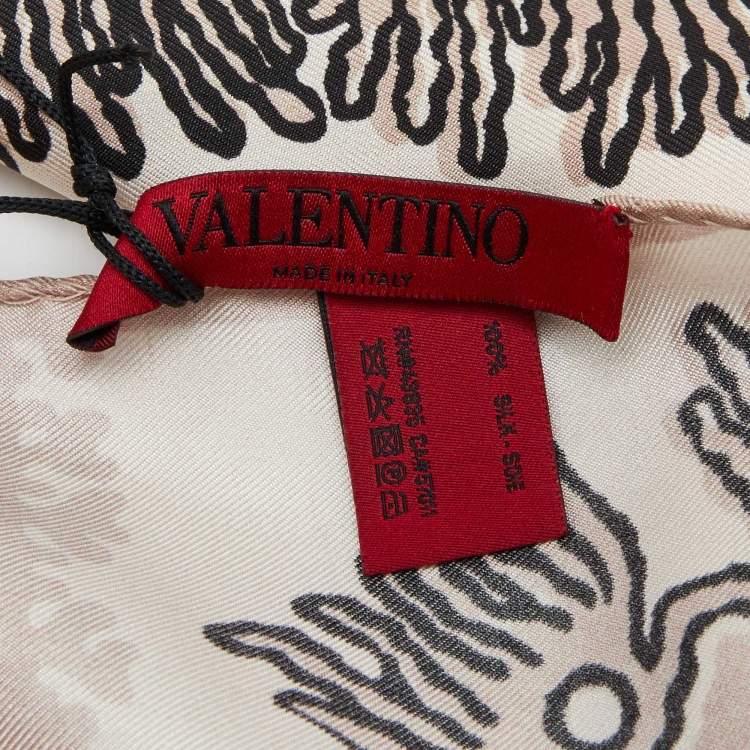 VALENTINO
MADE IN ITALY
100% SILK - SOIE